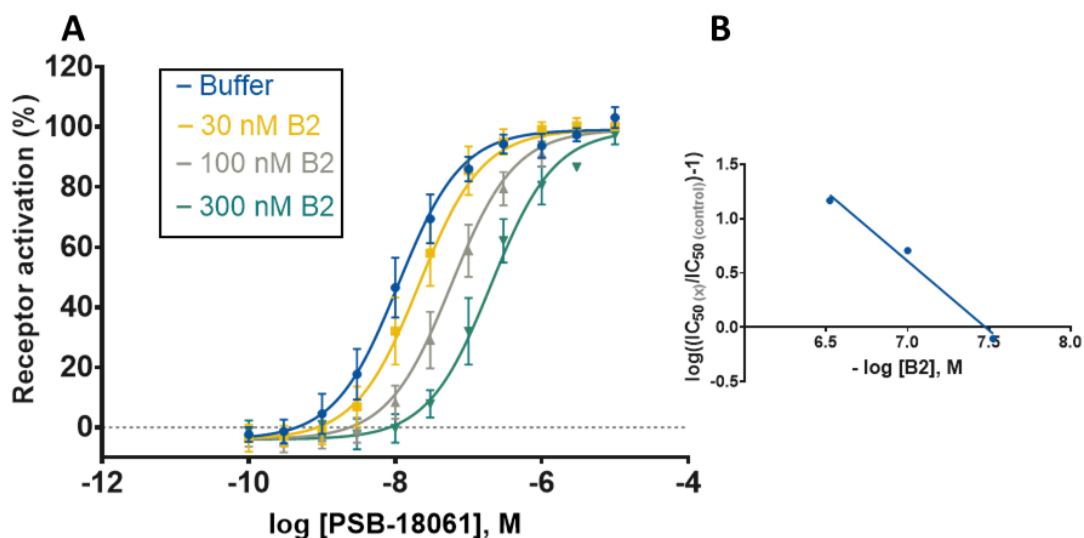 A
120
100
80
60
40
20
0
-12
-10
-8
-6
-4
Receptor activation (%)
log [PSB-18061], M
– Buffer
– 30 nM B2
– 100 nM B2
– 300 nM B2
B
1.5
1.0
0.5
0.0
-0.5
6.5
7.0
7.5
8.0
log((IC50 (x)/IC50 (control))-1)
- log [B2], M